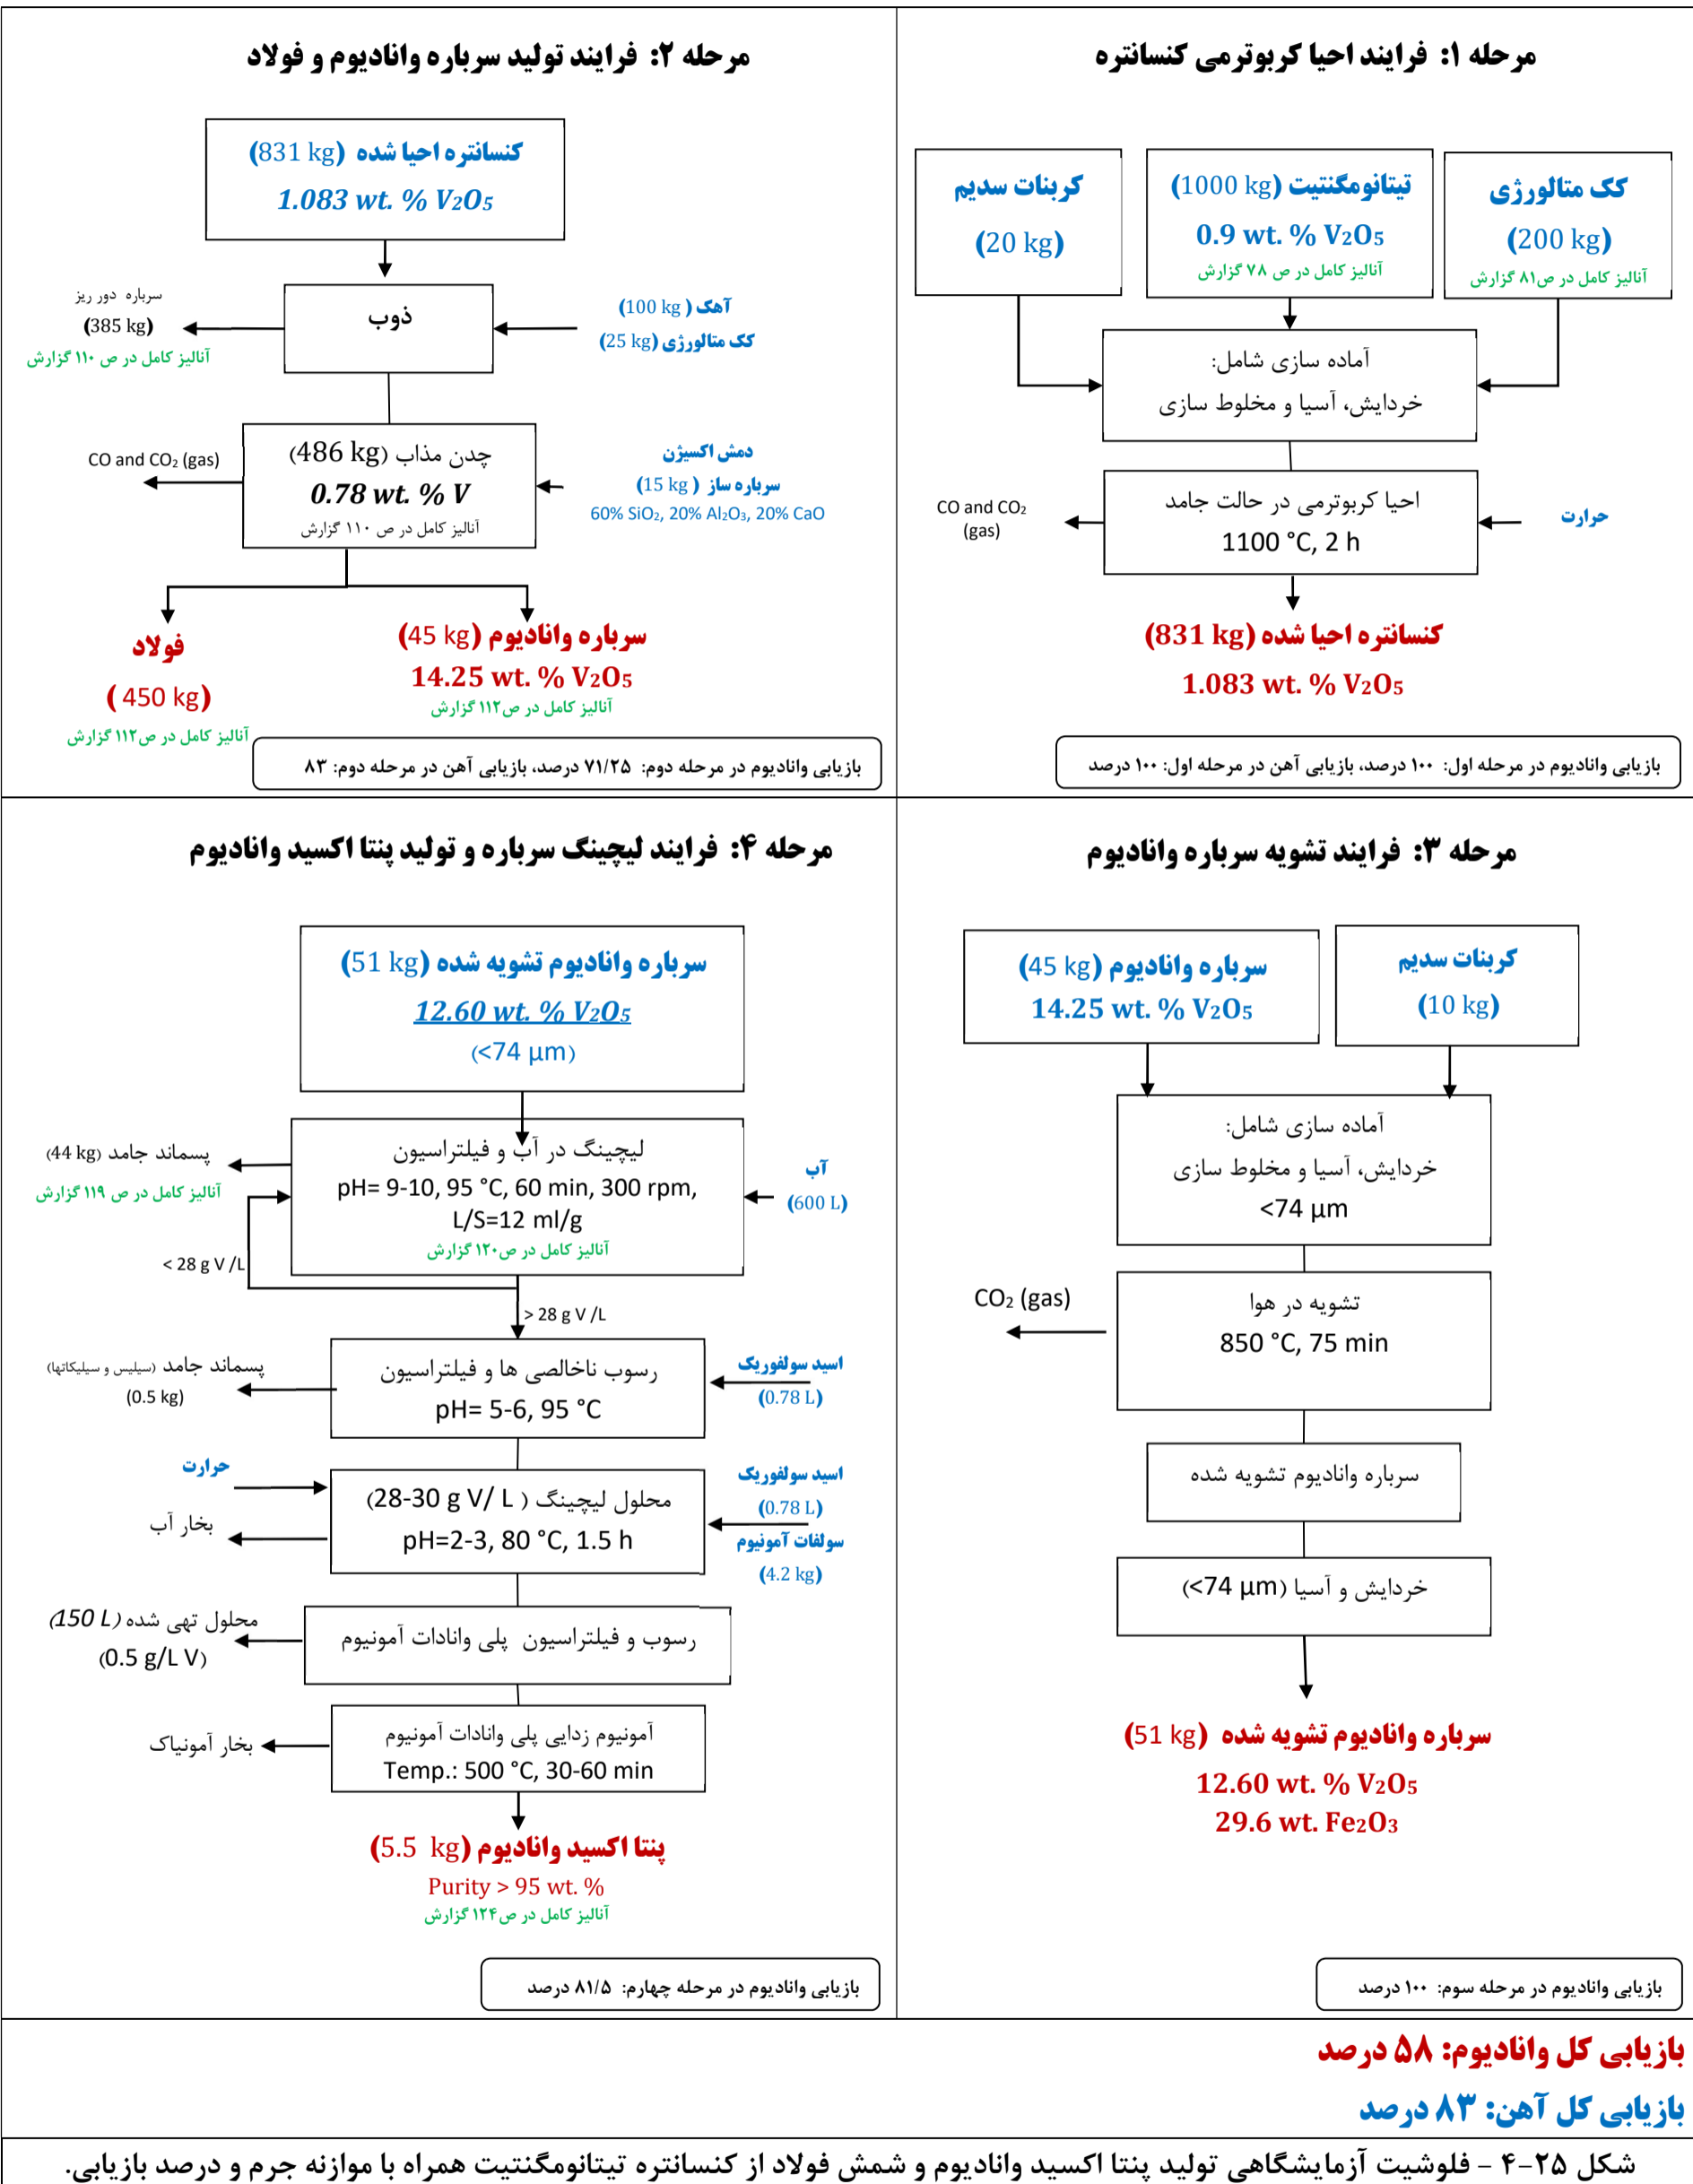 مرحله ۱: فرایند احیا کربوترمی کنسانتره
کک متالورژی
(200 kg)
آنالیز کامل در ص۸۱ گزارش
تیتانومگنتیت (1000 kg)
0.9 wt. % V₂O₅
آنالیز کامل در ص ۷۸ گزارش
کربنات سدیم
(20 kg)
آماده سازی شامل:
خردایش، آسیا و مخلوط سازی
احیا کربوترمی در حالت جامد
1100 °C, 2 h
حرارت
CO and CO₂
(gas)
کنسانتره احیا شده (831 kg)
1.083 wt. % V₂O₅
بازیابی وانادیوم در مرحله اول: ۱۰۰ درصد، بازیابی آهن در مرحله اول: ۱۰۰ درصد
مرحله ۲: فرایند تولید سرباره وانادیوم و فولاد
کنسانتره احیا شده (831 kg)
1.083 wt. % V₂O₅
ذوب
آهک (100 kg )
کک متالورژی (25 kg)
سرباره دور ریز
(385 kg)
آنالیز کامل در ص ۱۱۰ گزارش
چدن مذاب (486 kg)
0.78 wt. % V
آنالیز کامل در ص ۱۱۰ گزارش
دمش اکسیژن
سرباره ساز ( 15 kg)
60% SiO₂, 20% Al₂O₃, 20% CaO
CO and CO₂ (gas)
سرباره وانادیوم (45 kg)
14.25 wt. % V₂O₅
آنالیز کامل در ص۱۱۲ گزارش
فولاد
( 450 kg)
آنالیز کامل در ص ۱۱۲ گزارش
بازیابی وانادیوم در مرحله دوم: ۷۱/۲۵ درصد، بازیابی آهن در مرحله دوم: ۸۳
مرحله ۳: فرایند تشویه سرباره وانادیوم
کربنات سدیم
(10 kg)
سرباره وانادیوم (45 kg)
14.25 wt. % V₂O₅
آماده سازی شامل:
خردایش، آسیا و مخلوط سازی
<74 μm
تشویه در هوا
850 °C, 75 min
CO₂ (gas)
سرباره وانادیوم تشویه شده
خردایش و آسیا (<74 μm)
سرباره وانادیوم تشویه شده (51 kg)
12.60 wt. % V₂O₅
29.6 wt. Fe₂O₃
بازیابی وانادیوم در مرحله سوم: ۱۰۰ درصد
مرحله ۴: فرایند لیچینگ سرباره و تولید پنتا اکسید وانادیوم
سرباره وانادیوم تشویه شده (51 kg)
12.60 wt. % V₂O₅
(<74 μm)
لیچینگ در آب و فیلتراسیون
pH= 9-10, 95 °C, 60 min, 300 rpm,
L/S=12 ml/g
آنالیز کامل در ص۱۲۰ گزارش
آب
(600 L)
پسماند جامد (44 kg)
آنالیز کامل در ص ۱۱۹ گزارش
< 28 g V /L
> 28 g V /L
رسوب ناخالصی ها و فیلتراسیون
pH= 5-6, 95 °C
اسید سولفوریک
(0.78 L)
پسماند جامد (سیلیس و سیلیکاتها)
(0.5 kg)
محلول لیچینگ ( 28-30 g V/ L)
pH=2-3, 80 °C, 1.5 h
اسید سولفوریک
(0.78 L)
سولفات آمونیوم
(4.2 kg)
حرارت
بخار آب
رسوب و فیلتراسیون پلی وانادات آمونیوم
محلول تهی شده (150 L)
(0.5 g/L V)
آمونیوم زدایی پلی وانادات آمونیوم
Temp.: 500 °C, 30-60 min
بخار آمونیاک
پنتا اکسید وانادیوم (5.5 kg)
Purity > 95 wt. %
آنالیز کامل در ص۱۲۴ گزارش
بازیابی وانادیوم در مرحله چهارم: ۸۱/۵ درصد
بازیابی کل وانادیوم: ۵۸ درصد
بازیابی کل آهن: ۸۳ درصد
شکل ۲۵-۴ - فلوشیت آزمایشگاهی تولید پنتا اکسید وانادیوم و شمش فولاد از کنسانتره تیتانومگنتیت همراه با موازنه جرم و درصد بازیابی.